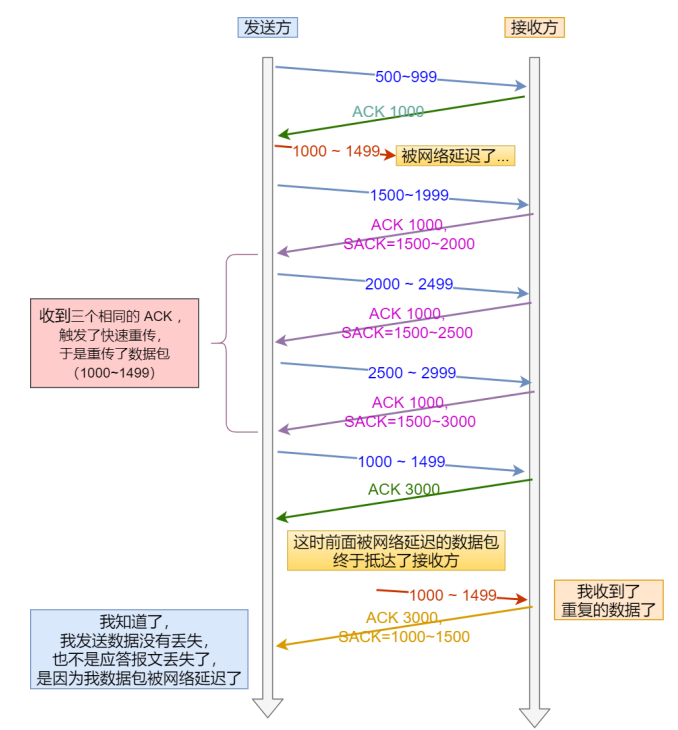 发送方
接收方
500~999
ACK 1000
1000 ~ 1499
被网络延迟了...
1500~1999
ACK 1000,
SACK=1500~2000
2000 ~ 2499
ACK 1000,
SACK=1500~2500
收到三个相同的 ACK ，
触发了快速重传，
于是重传了数据包
（1000~1499）
2500 ~ 2999
ACK 1000,
SACK=1500~3000
1000 ~ 1499
ACK 3000
这时前面被网络延迟的数据包
终于抵达了接收方
1000 ~ 1499
我收到了
重复的数据了
ACK 3000,
SACK=1000~1500
我知道了，
我发送数据没有丢失，
也不是应答报文丢失了，
是因为我数据包被网络延迟了